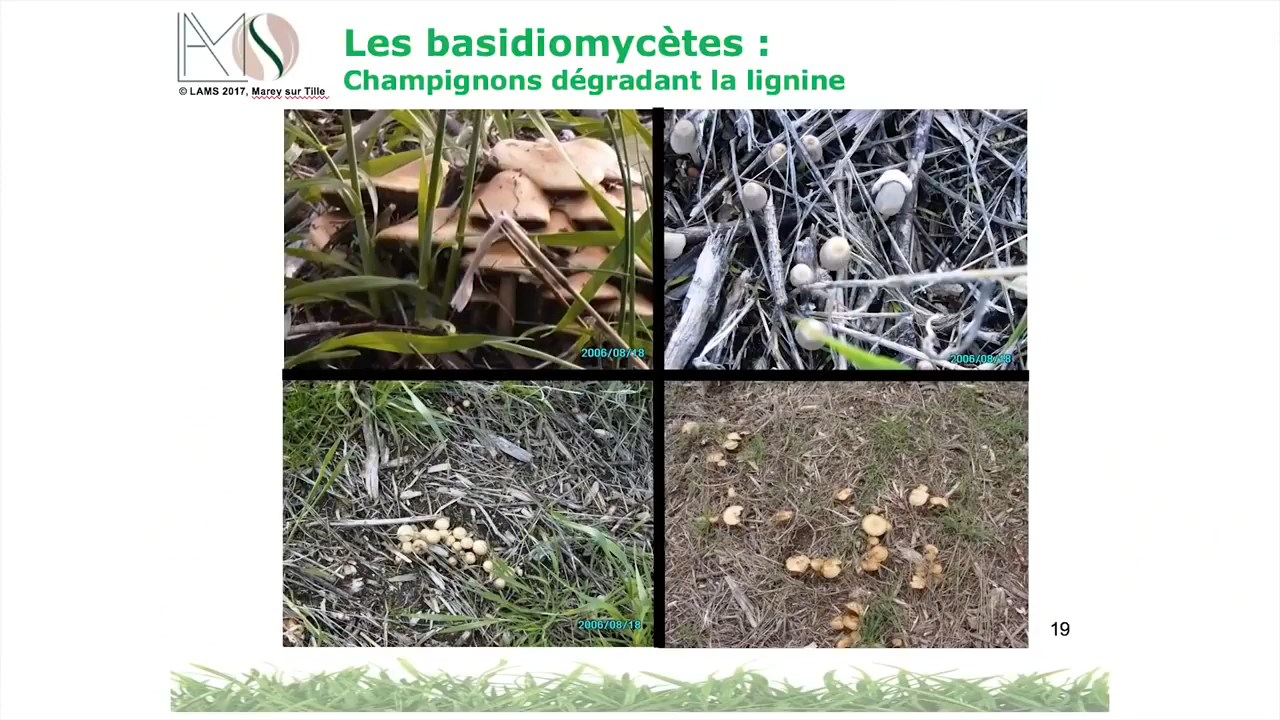 LAMS
© LAMS 2017, Marey sur Tille
Les basidiomycètes :
Champignons dégradant la lignine
2006/08/18
2006/08/18
2006/08/18
19